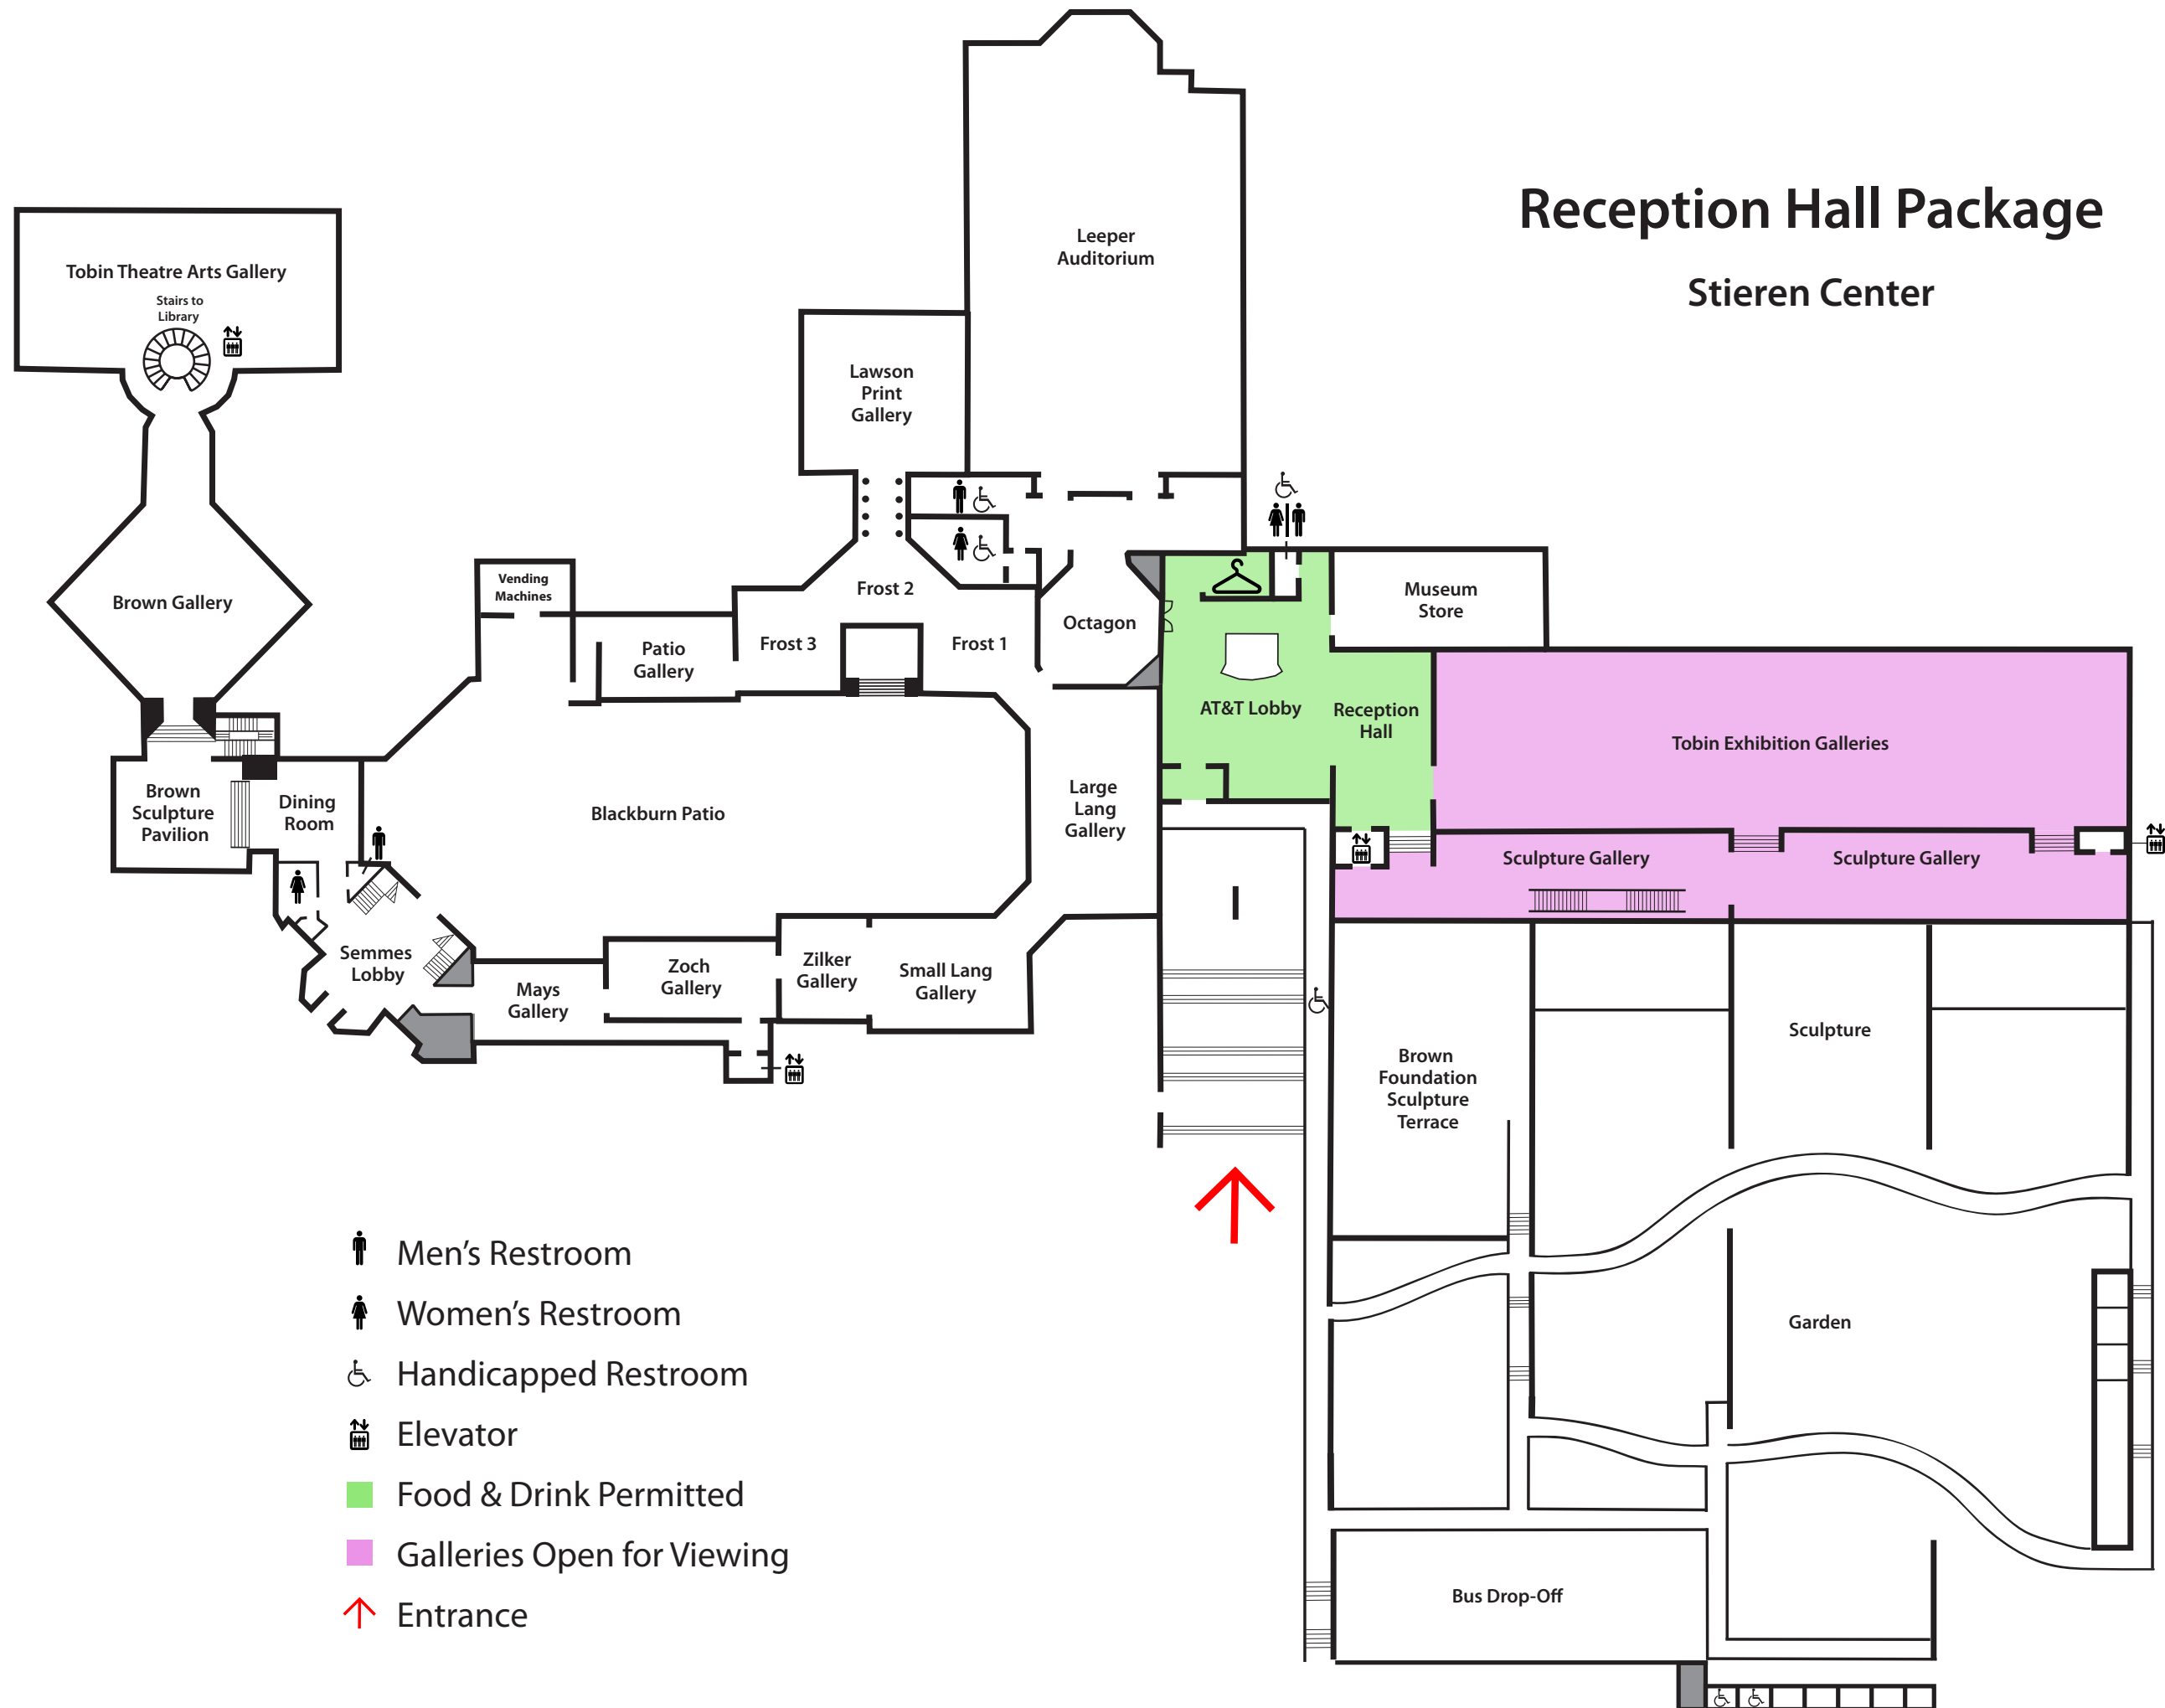 Reception Hall Package
Stieren Center
Leeper
Auditorium
Tobin Theatre Arts Gallery
Stairs to
Library
Lawson
Print
Gallery
Brown Gallery
Vending
Machines
Frost 2
Museum
Store
Octagon
Patio
Gallery
Frost 3
Frost 1
AT&T Lobby
Reception
Hall
Tobin Exhibition Galleries
Brown
Sculpture
Pavilion
Dining
Room
Blackburn Patio
Large
Lang
Gallery
Sculpture Gallery
Sculpture Gallery
Semmes
Lobby
Mays
Gallery
Zoch
Gallery
Zilker
Gallery
Small Lang
Gallery
Sculpture
Brown
Foundation
Sculpture
Terrace
Garden
Bus Drop-Off
Men's Restroom
Women's Restroom
Handicapped Restroom
Elevator
Food & Drink Permitted
Galleries Open for Viewing
Entrance